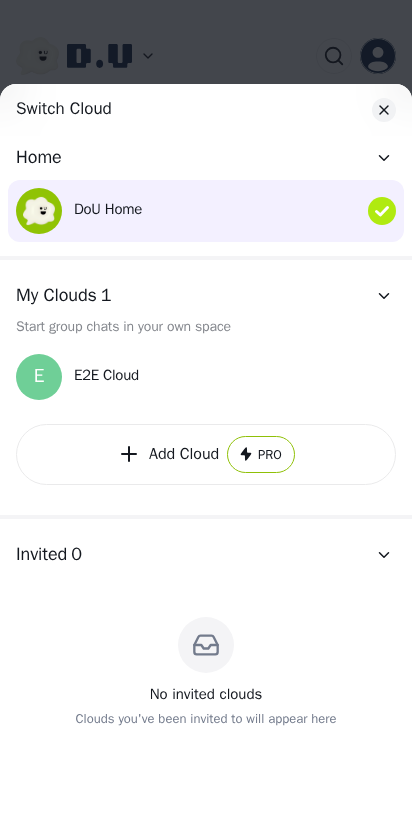 D.U
Switch Cloud
Home
DoU Home
My Clouds 1
Start group chats in your own space
E
E2E Cloud
Add Cloud
PRO
Invited 0
No invited clouds
Clouds you've been invited to will appear here